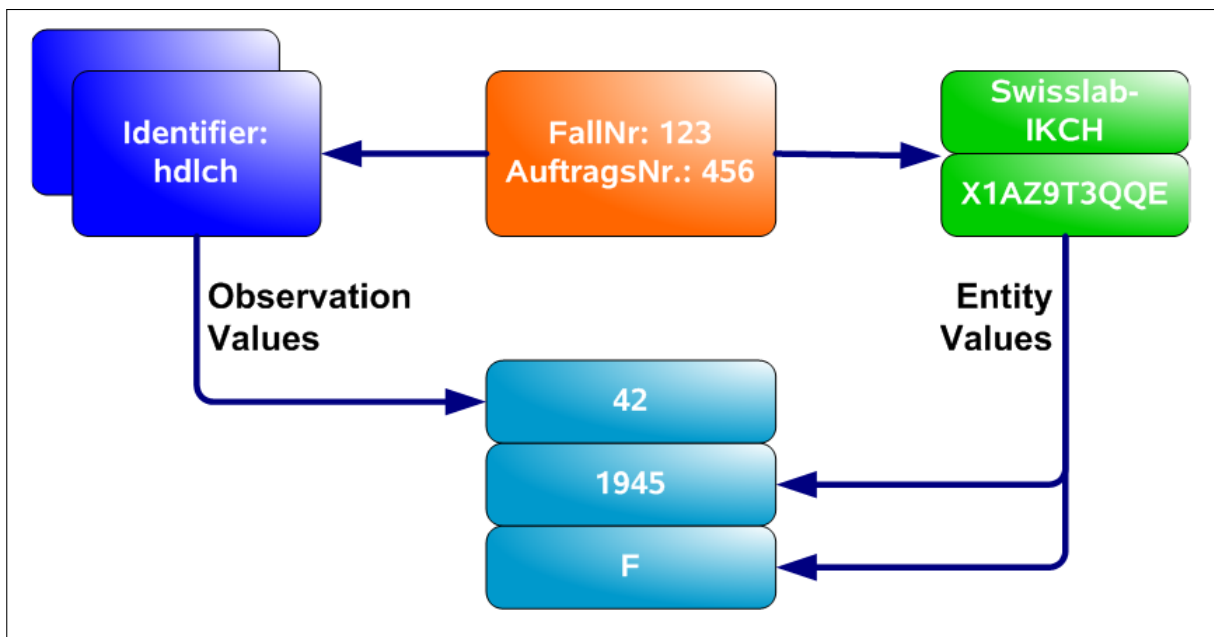 Identifier:
hdlch
FallNr: 123
AuftragsNr.: 456
Swisslab-
IKCH
X1AZ9T3QQE
Observation
Values
Entity
Values
42
1945
F